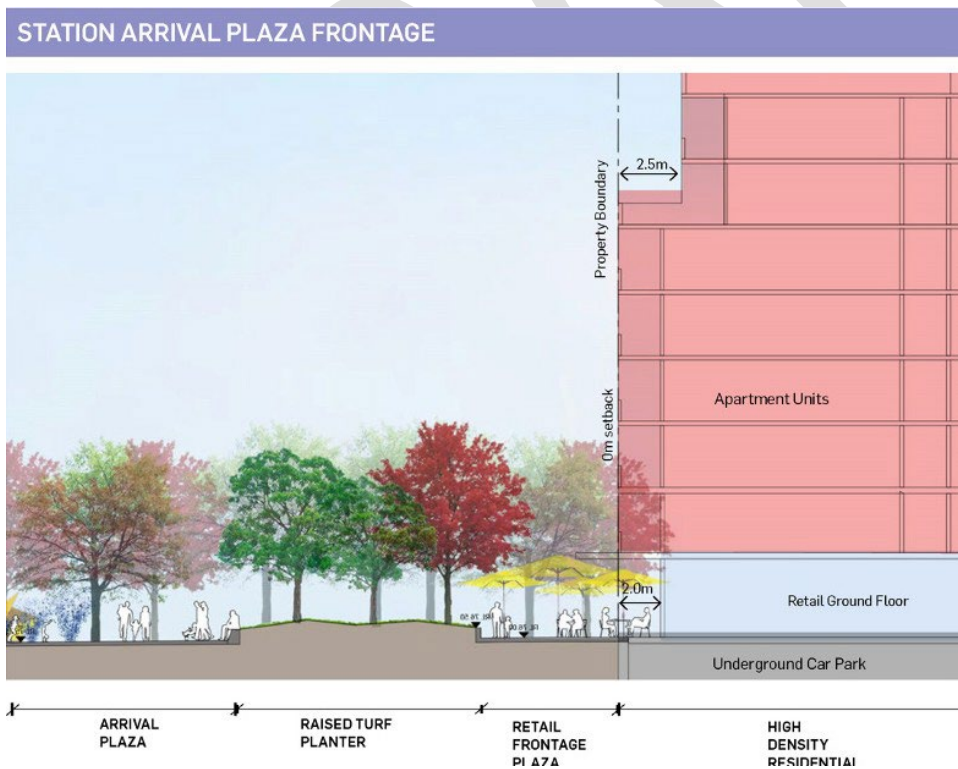 STATION ARRIVAL PLAZA FRONTAGE
2.5m
Property Boundary
0m setback
Apartment Units
2.0m
Retail Ground Floor
Underground Car Park
ARRIVAL
PLAZA
RAISED TURF
PLANTER
RETAIL
FRONTAGE
PLAZA
HIGH
DENSITY
RESIDENTIAL